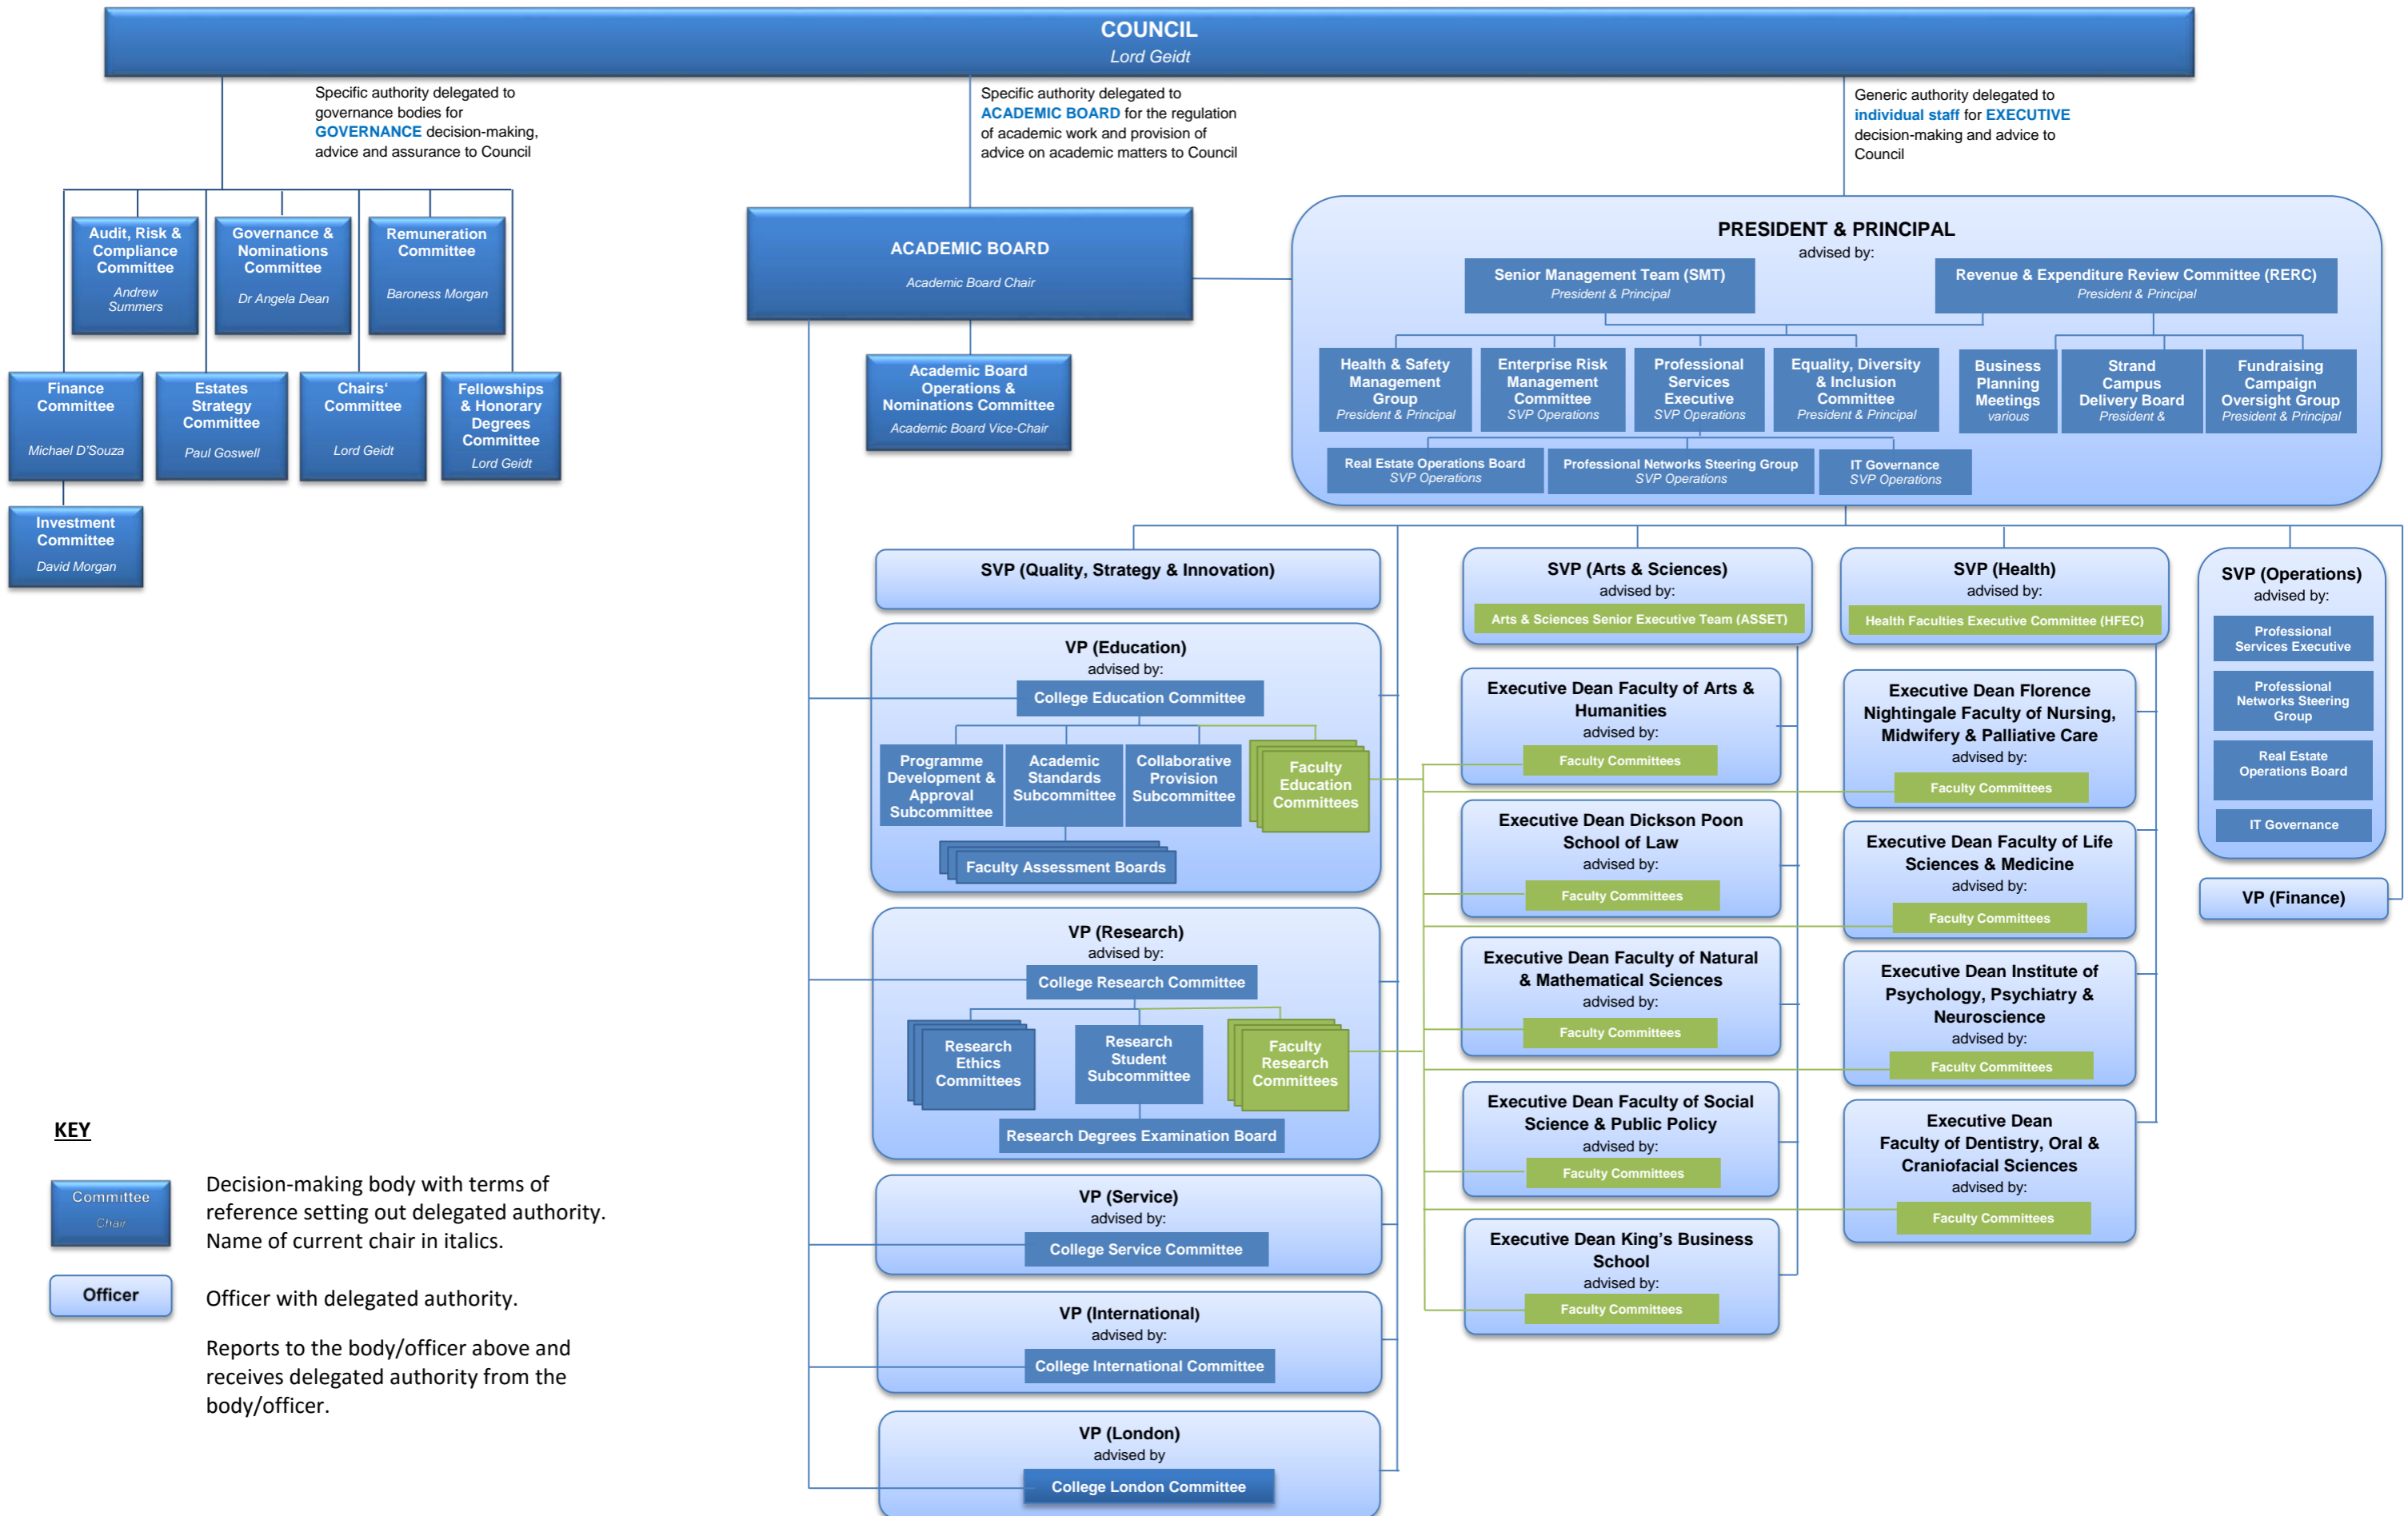 COUNCIL
Lord Geidt
Specific authority delegated to
governance bodies for
GOVERNANCE decision-making,
advice and assurance to Council
Specific authority delegated to
ACADEMIC BOARD for the regulation
of academic work and provision of
advice on academic matters to Council
Generic authority delegated to
individual staff for EXECUTIVE
decision-making and advice to
Council
Audit, Risk &
Compliance
Committee
Andrew
Summers
Governance &
Nominations
Committee
Dr Angela Dean
Remuneration
Committee
Baroness Morgan
Finance
Committee
Michael D'Souza
Estates
Strategy
Committee
Paul Goswell
Chairs‘
Committee
Lord Geidt
Fellowships
& Honorary
Degrees
Committee
Lord Geidt
Investment
Committee
David Morgan
ACADEMIC BOARD
Academic Board Chair
Academic Board
Operations &
Nominations Committee
Academic Board Vice-Chair
PRESIDENT & PRINCIPAL
advised by:
Senior Management Team (SMT)
President & Principal
Revenue & Expenditure Review Committee (RERC)
President & Principal
Health & Safety
Management
Group
President & Principal
Enterprise Risk
Management
Committee
SVP Operations
Professional
Services
Executive
SVP Operations
Equality, Diversity
& Inclusion
Committee
President & Principal
Business
Planning
Meetings
various
Strand
Campus
Delivery Board
President &
Fundraising
Campaign
Oversight Group
President & Principal
Real Estate Operations Board
SVP Operations
Professional Networks Steering Group
SVP Operations
IT Governance
SVP Operations
SVP (Quality, Strategy & Innovation)
VP (Education)
advised by:
College Education Committee
Programme
Development &
Approval
Subcommittee
Academic
Standards
Subcommittee
Collaborative
Provision
Subcommittee
Faculty
Education
Committees
Faculty Assessment Boards
VP (Research)
advised by:
College Research Committee
Research
Ethics
Committees
Research
Student
Subcommittee
Faculty
Research
Committees
Research Degrees Examination Board
VP (Service)
advised by:
College Service Committee
VP (International)
advised by:
College International Committee
VP (London)
advised by
College London Committee
SVP (Arts & Sciences)
advised by:
Arts & Sciences Senior Executive Team (ASSET)
Executive Dean Faculty of Arts &
Humanities
advised by:
Faculty Committees
Executive Dean Dickson Poon
School of Law
advised by:
Faculty Committees
Executive Dean Faculty of Natural
& Mathematical Sciences
advised by:
Faculty Committees
Executive Dean Faculty of Social
Science & Public Policy
advised by:
Faculty Committees
Executive Dean King's Business
School
advised by:
Faculty Committees
SVP (Health)
advised by:
Health Faculties Executive Committee (HFEC)
Executive Dean Florence
Nightingale Faculty of Nursing,
Midwifery & Palliative Care
advised by:
Faculty Committees
Executive Dean Faculty of Life
Sciences & Medicine
advised by:
Faculty Committees
Executive Dean Institute of
Psychology, Psychiatry &
Neuroscience
advised by:
Faculty Committees
Executive Dean
Faculty of Dentistry, Oral &
Craniofacial Sciences
advised by:
Faculty Committees
SVP (Operations)
advised by:
Professional
Services Executive
Professional
Networks Steering
Group
Real Estate
Operations Board
IT Governance
VP (Finance)
KEY
Committee
Chair
Decision-making body with terms of
reference setting out delegated authority.
Name of current chair in italics.
Officer
Officer with delegated authority.
Reports to the body/officer above and
receives delegated authority from the
body/officer.